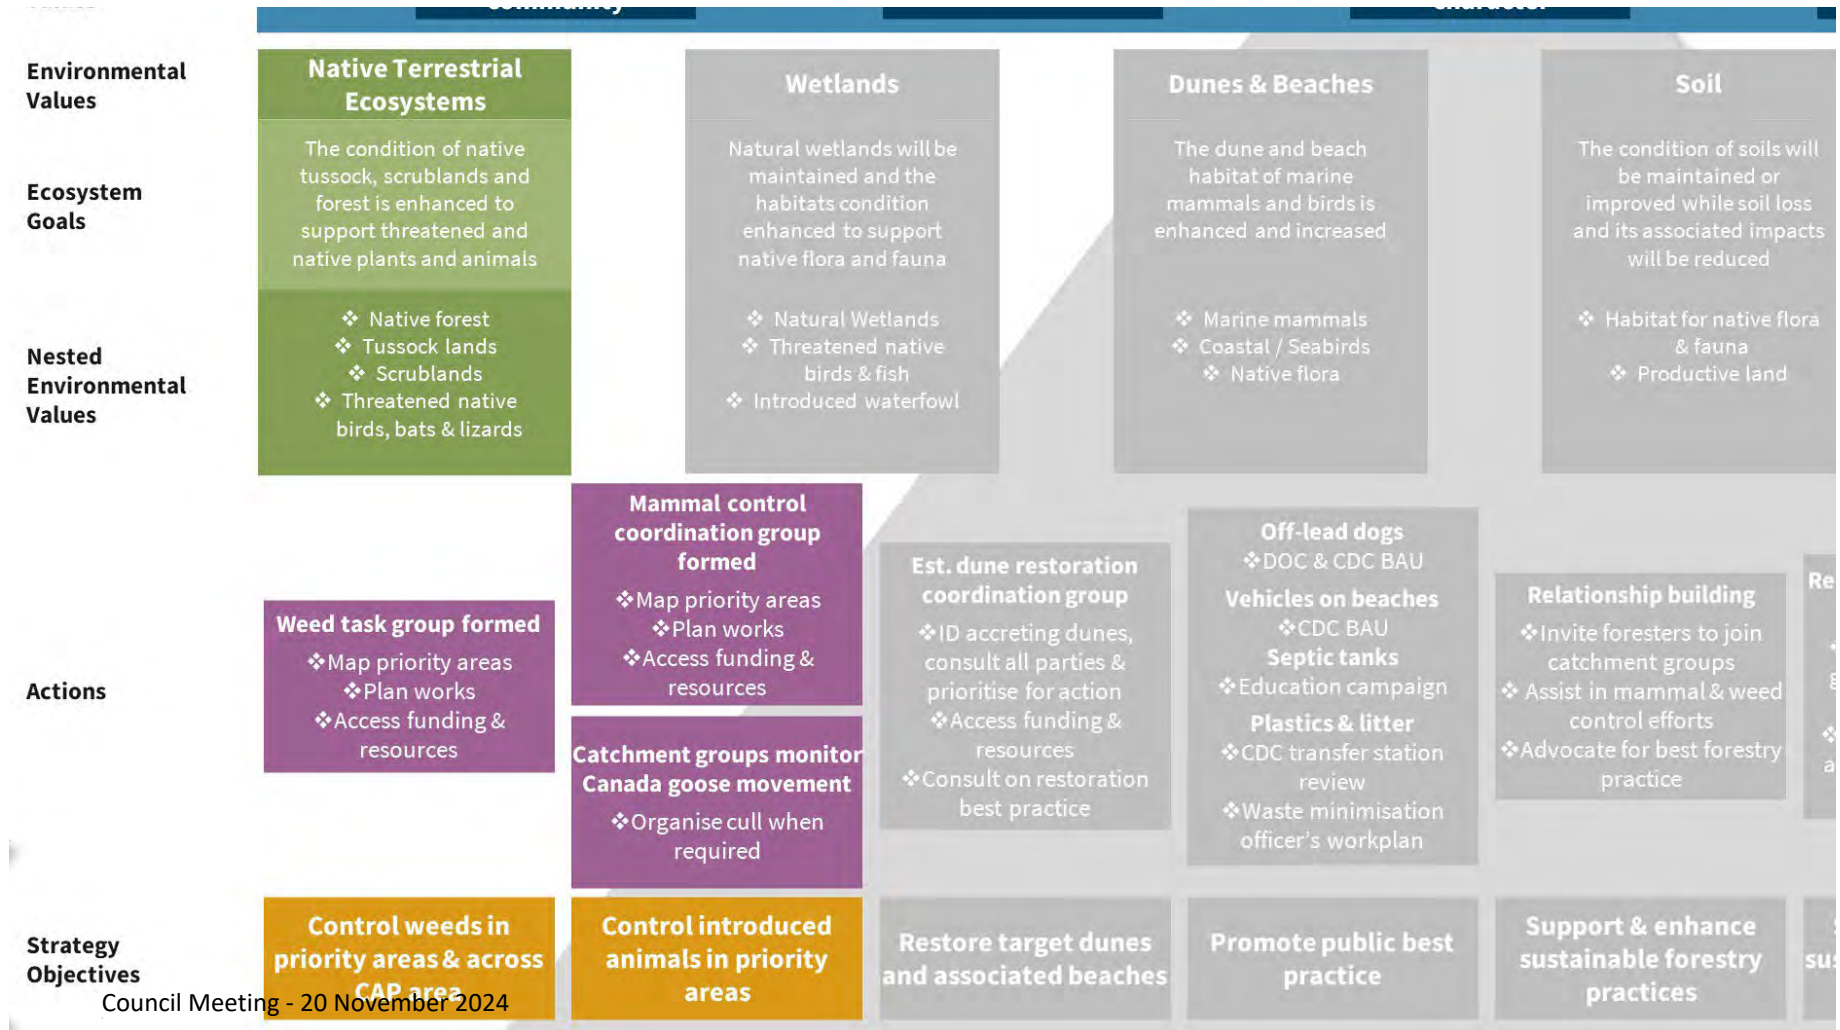 Community
Character
Environmental
Values
Native Terrestrial
Ecosystems
Wetlands
Dunes & Beaches
Soil
Ecosystem
Goals
The condition of native
tussock, scrublands and
forest is enhanced to
support threatened and
native plants and animals
Natural wetlands will be
maintained and the
habitats condition
enhanced to support
native flora and fauna
The dune and beach
habitat of marine
mammals and birds is
enhanced and increased
The condition of soils will
be maintained or
improved while soil loss
and its associated impacts
will be reduced
Nested
Environmental
Values
❖ Native forest
❖ Tussock lands
❖ Scrublands
❖ Threatened native
birds, bats & lizards
❖ Natural Wetlands
❖ Threatened native
birds & fish
❖ Introduced waterfowl
❖ Marine mammals
❖ Coastal / Seabirds
❖ Native flora
❖ Habitat for native flora
& fauna
❖ Productive land
Actions
Weed task group formed
❖Map priority areas
❖Plan works
❖Access funding &
resources
Mammal control
coordination group
formed
❖Map priority areas
❖Plan works
❖Access funding &
resources
Catchment groups monitor
Canada goose movement
❖Organise cull when
required
Est. dune restoration
coordination group
❖ID accreting dunes,
consult all parties &
prioritise for action
❖Access funding &
resources
❖Consult on restoration
best practice
Off-lead dogs
❖DOC & CDC BAU
Vehicles on beaches
❖CDC BAU
Septic tanks
❖Education campaign
Plastics & litter
❖CDC transfer station
review
❖Waste minimisation
officer's workplan
Relationship building
❖Invite foresters to join
catchment groups
❖ Assist in mammal & weed
control efforts
❖Advocate for best forestry
practice
Re
Strategy
Objectives
Control weeds in
priority areas & across
CAP area
Control introduced
animals in priority
areas
Restore target dunes
and associated beaches
Promote public best
practice
Support & enhance
sustainable forestry
practices
sus
Council Meeting - 20 November 2024